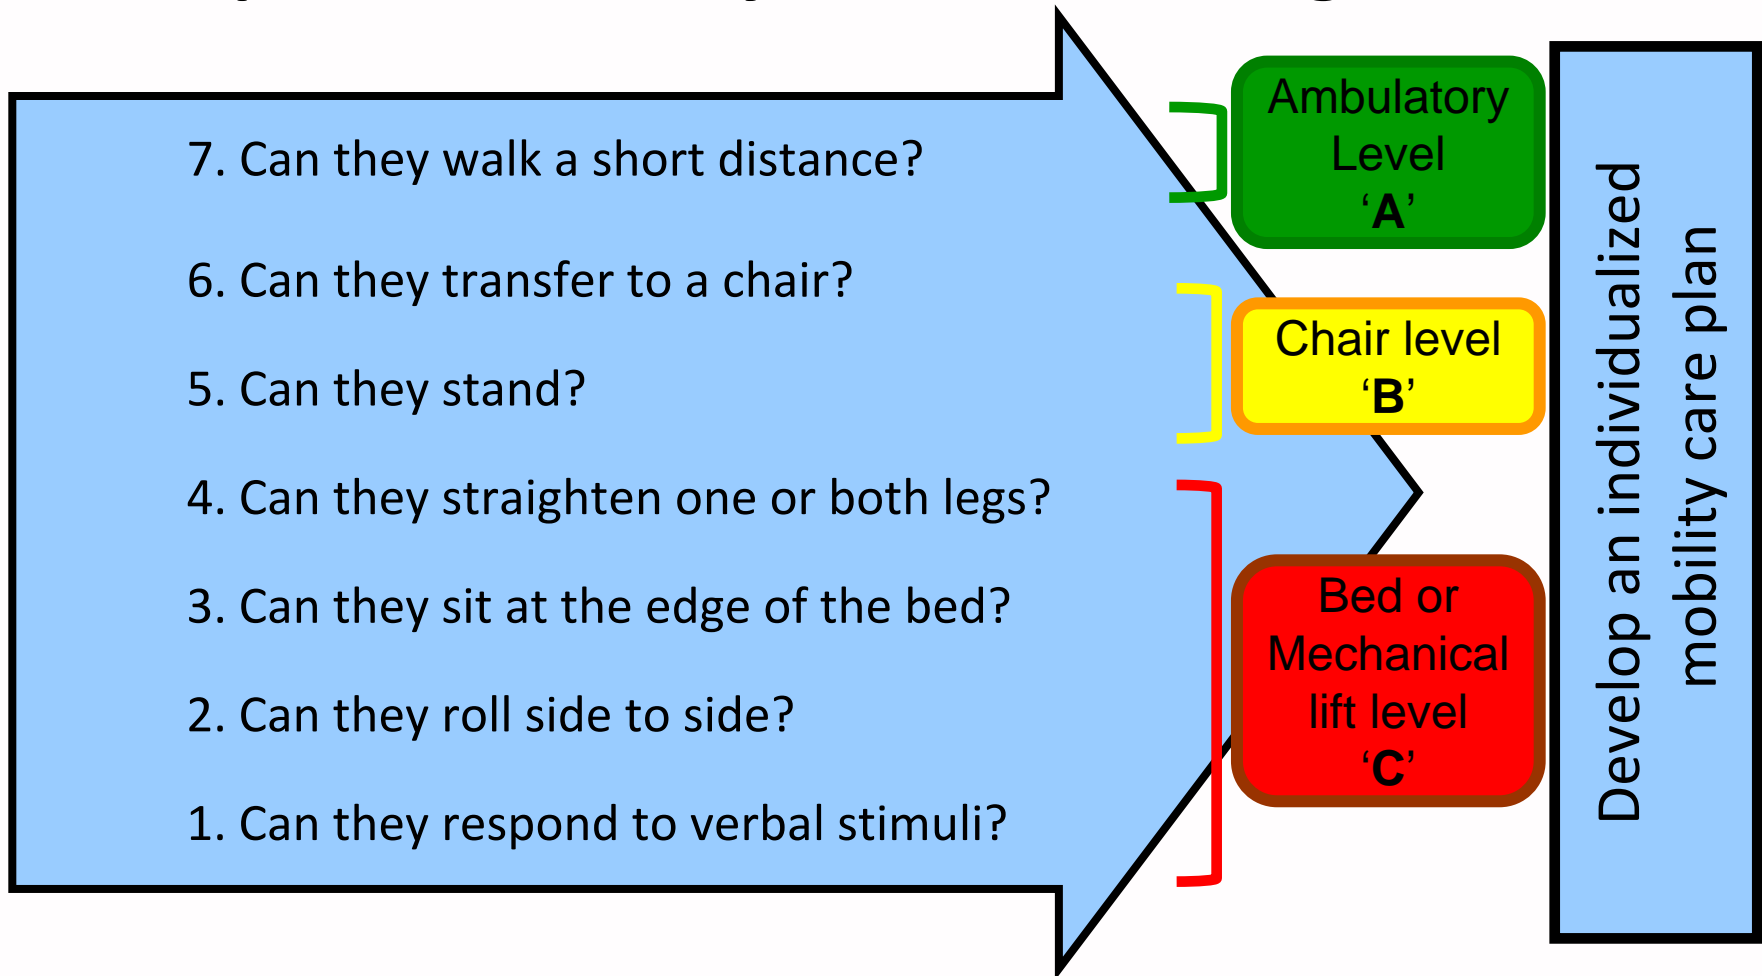 7. Can they walk a short distance?
6. Can they transfer to a chair?
5. Can they stand?
4. Can they straighten one or both legs?
3. Can they sit at the edge of the bed?
2. Can they roll side to side?
1. Can they respond to verbal stimuli?
Ambulatory
Level
‘A’
Chair level
‘B’
Bed or
Mechanical
lift level
‘C’
Develop an individualized
mobility care plan